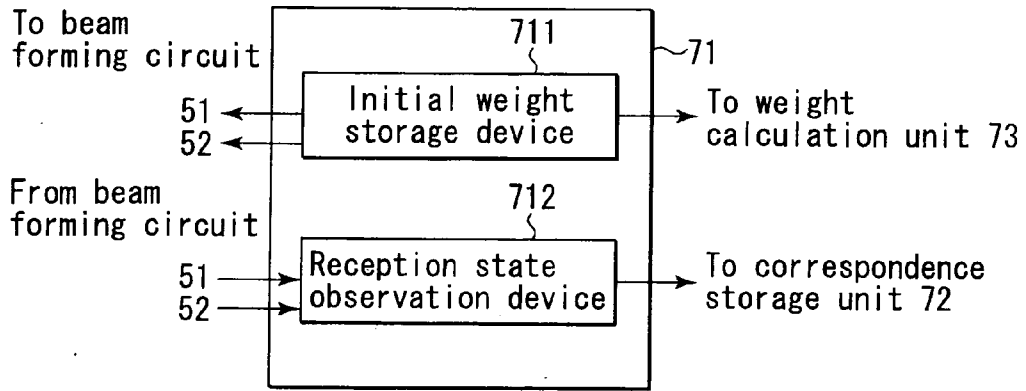 To beam
forming circuit
711
71
51
52
Initial weight
storage device
To weight
calculation unit 73
From beam
forming circuit
712
51
52
Reception state
observation device
To correspondence
storage unit 72